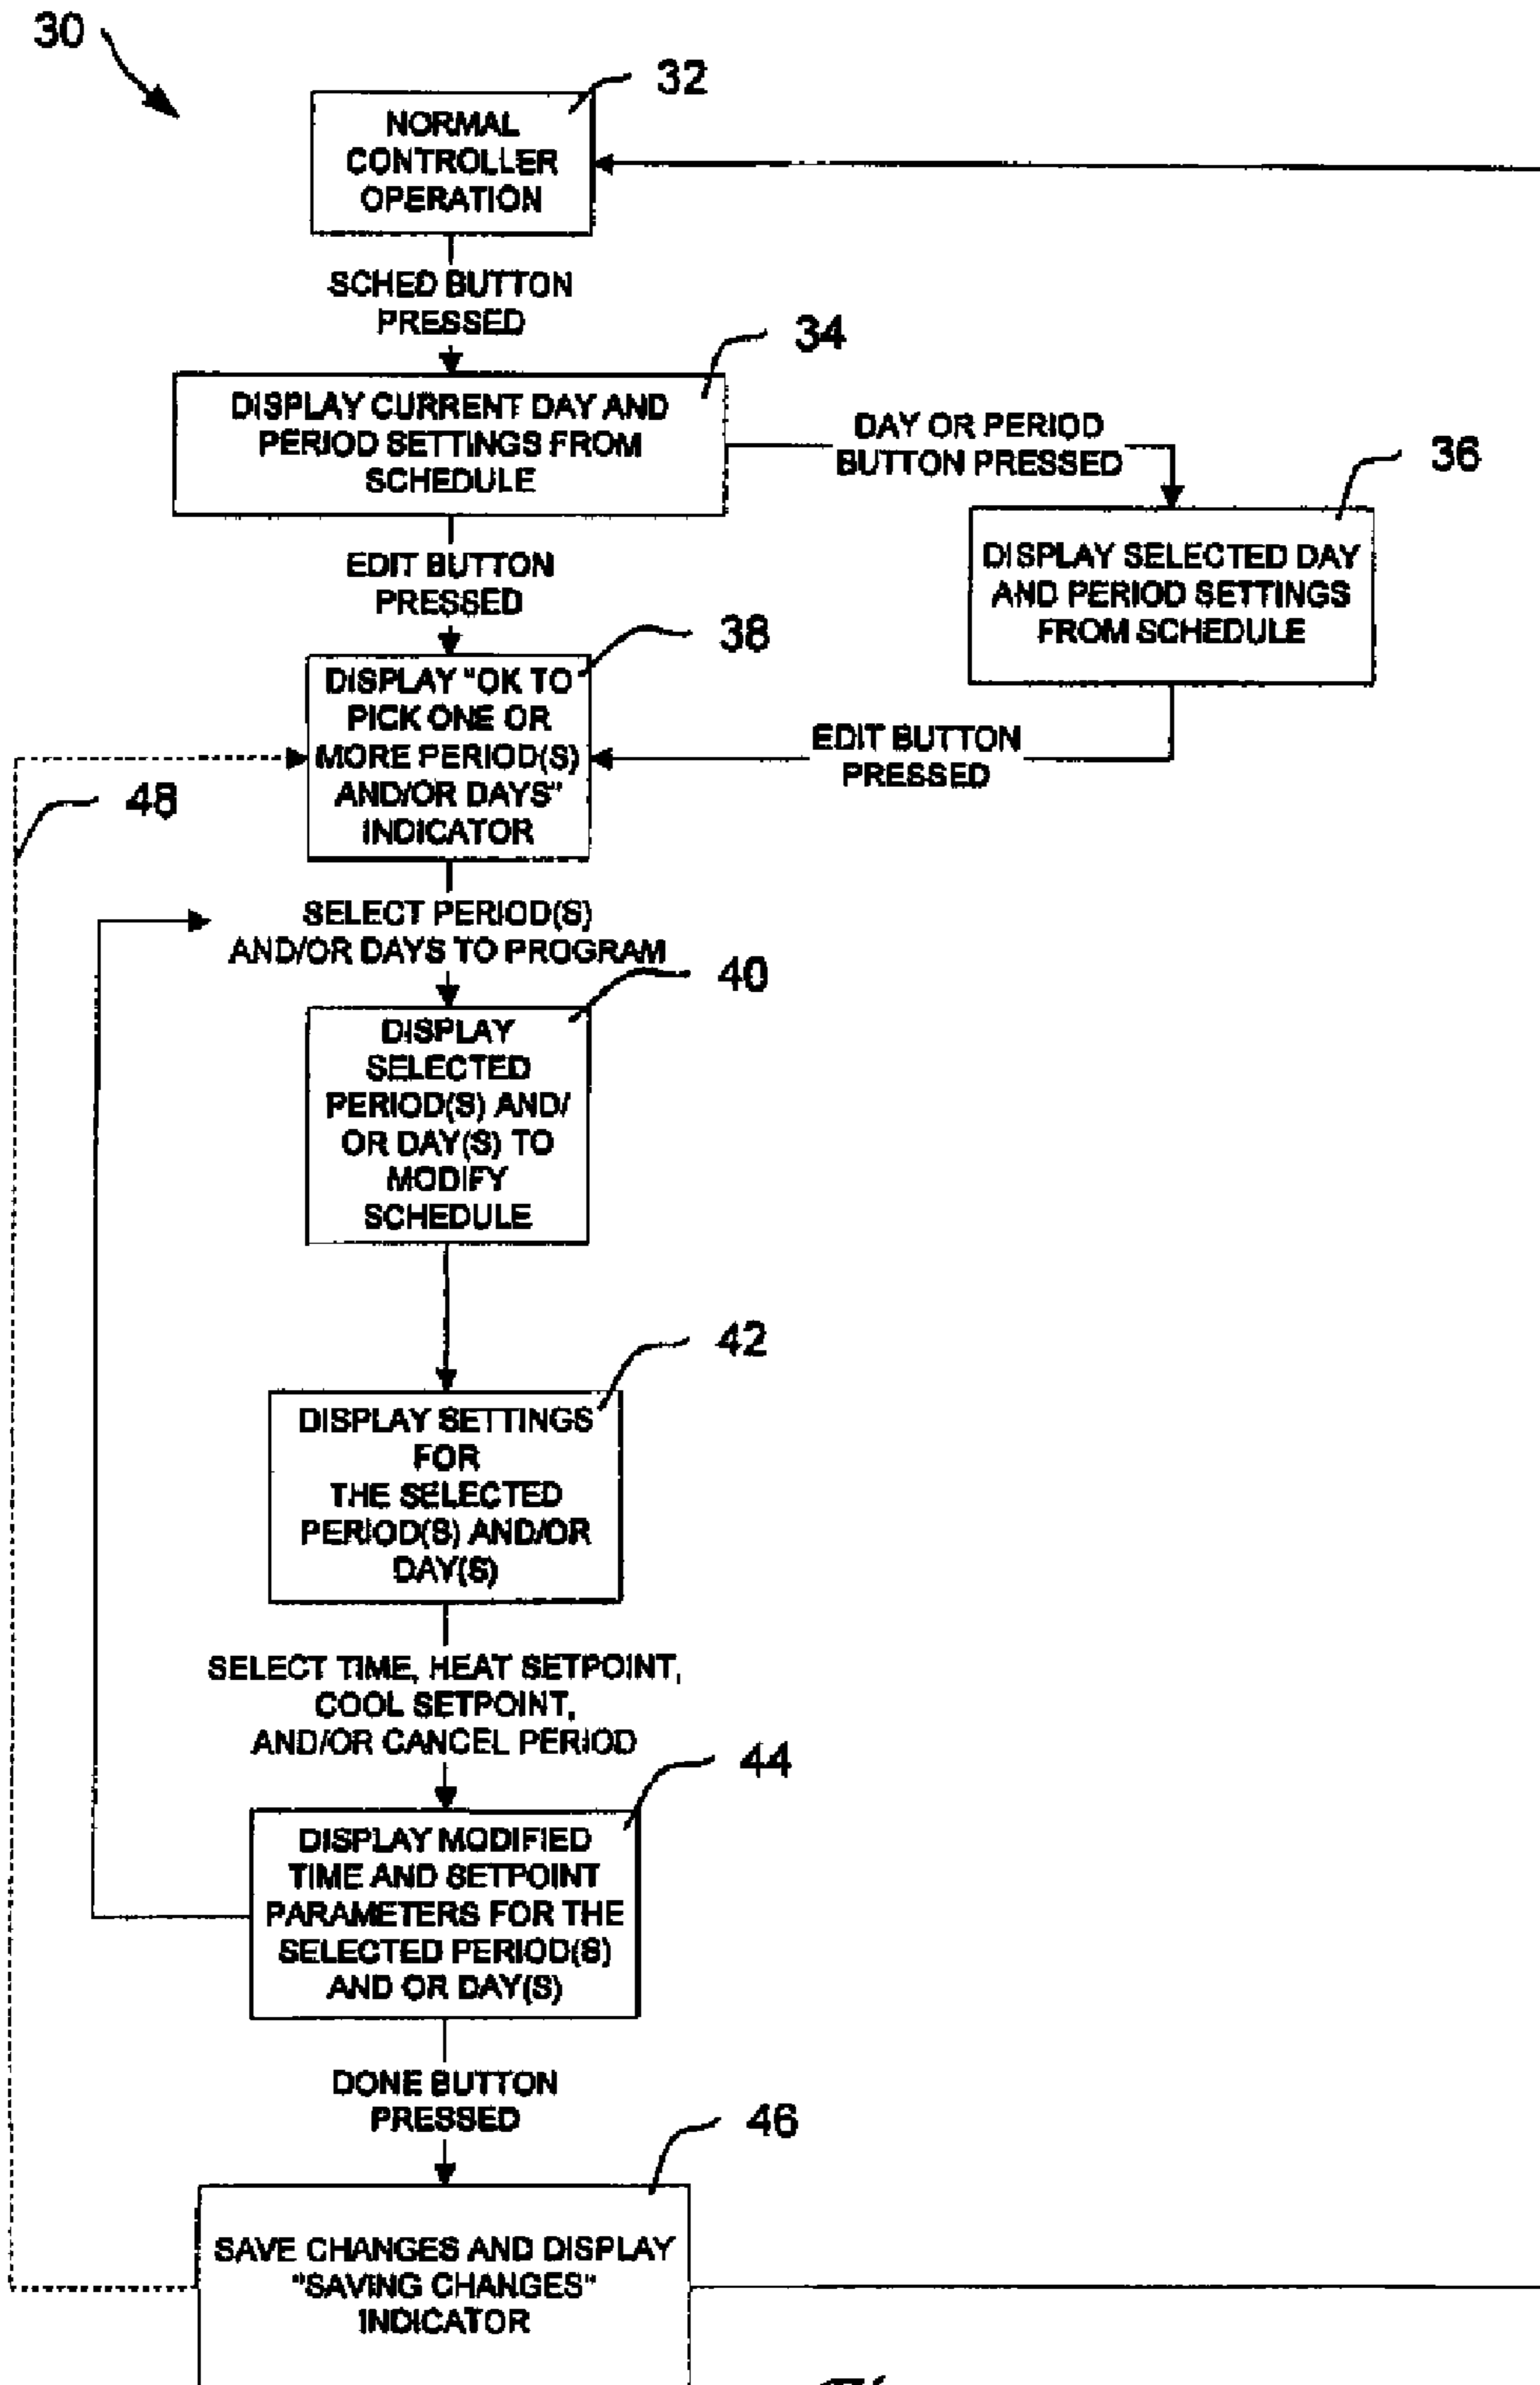 30
32
NORMAL
CONTROLLER
OPERATION
SCHED BUTTON
PRESSED
34
DISPLAY CURRENT DAY AND
PERIOD SETTINGS FROM
SCHEDULE
DAY OR PERIOD
BUTTON PRESSED
36
DISPLAY SELECTED DAY
AND PERIOD SETTINGS
FROM SCHEDULE
EDIT BUTTON
PRESSED
38
DISPLAY "OK TO
PICK ONE OR
MORE PERIOD(S)
AND/OR DAYS"
INDICATOR
EDIT BUTTON
PRESSED
48
SELECT PERIOD(S)
AND/OR DAYS TO PROGRAM
40
DISPLAY
SELECTED
PERIOD(S) AND/
OR DAY(S) TO
MODIFY
SCHEDULE
42
DISPLAY SETTINGS
FOR
THE SELECTED
PERIOD(S) AND/OR
DAY(S)
SELECT TIME, HEAT SETPOINT,
COOL SETPOINT,
AND/OR CANCEL PERIOD
44
DISPLAY MODIFIED
TIME AND SETPOINT
PARAMETERS FOR THE
SELECTED PERIOD(S)
AND OR DAY(S)
DONE BUTTON
PRESSED
46
SAVE CHANGES AND DISPLAY
"SAVING CHANGES"
INDICATOR